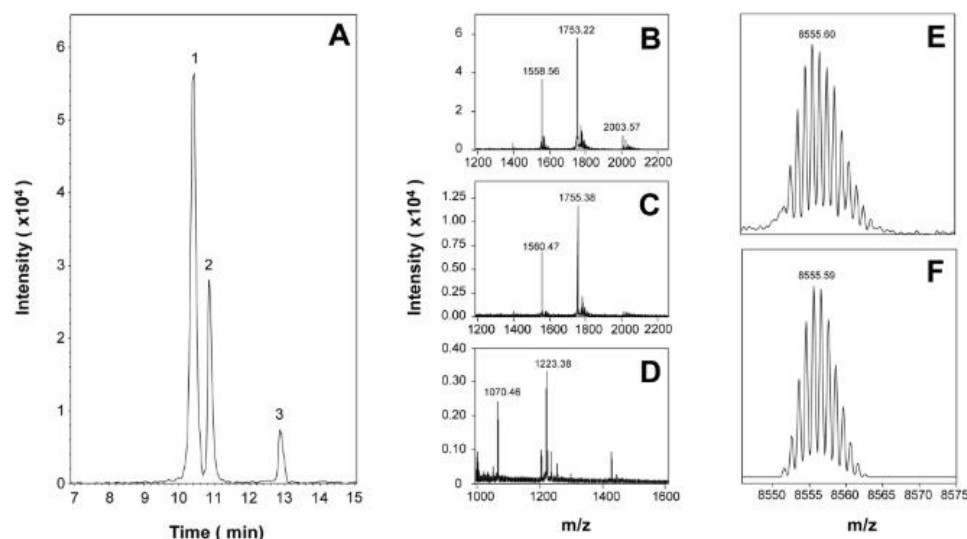 A
1
2
3
Intensity ( x10⁴)
6
5
4
3
2
1
0
7 8 9 10 11 12 13 14 15
Time ( min)
B
1753.22
1558.56
2003.57
6
4
2
0
1200 1400 1600 1800 2000 2200
C
1755.38
1560.47
Intensity ( x10⁴)
1.25
1.00
0.75
0.50
0.25
0.00
1200 1400 1600 1800 2000 2200
D
1223.38
1070.46
0.40
0.30
0.20
0.10
0.00
1000 1200 1400 1600
m/z
E
8555.60
F
8555.59
8550 8555 8560 8565 8570 8575
m/z